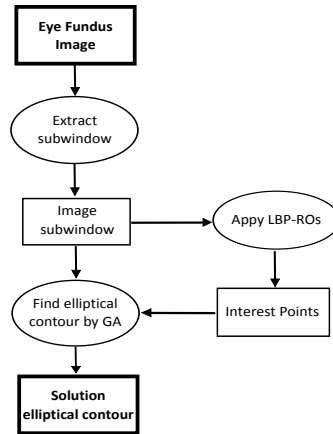 Eye Fundus
Image
Extract
subwindow
Image
subwindow
Appy LBP-ROs
Find elliptical
contour by GA
Interest Points
Solution
elliptical contour